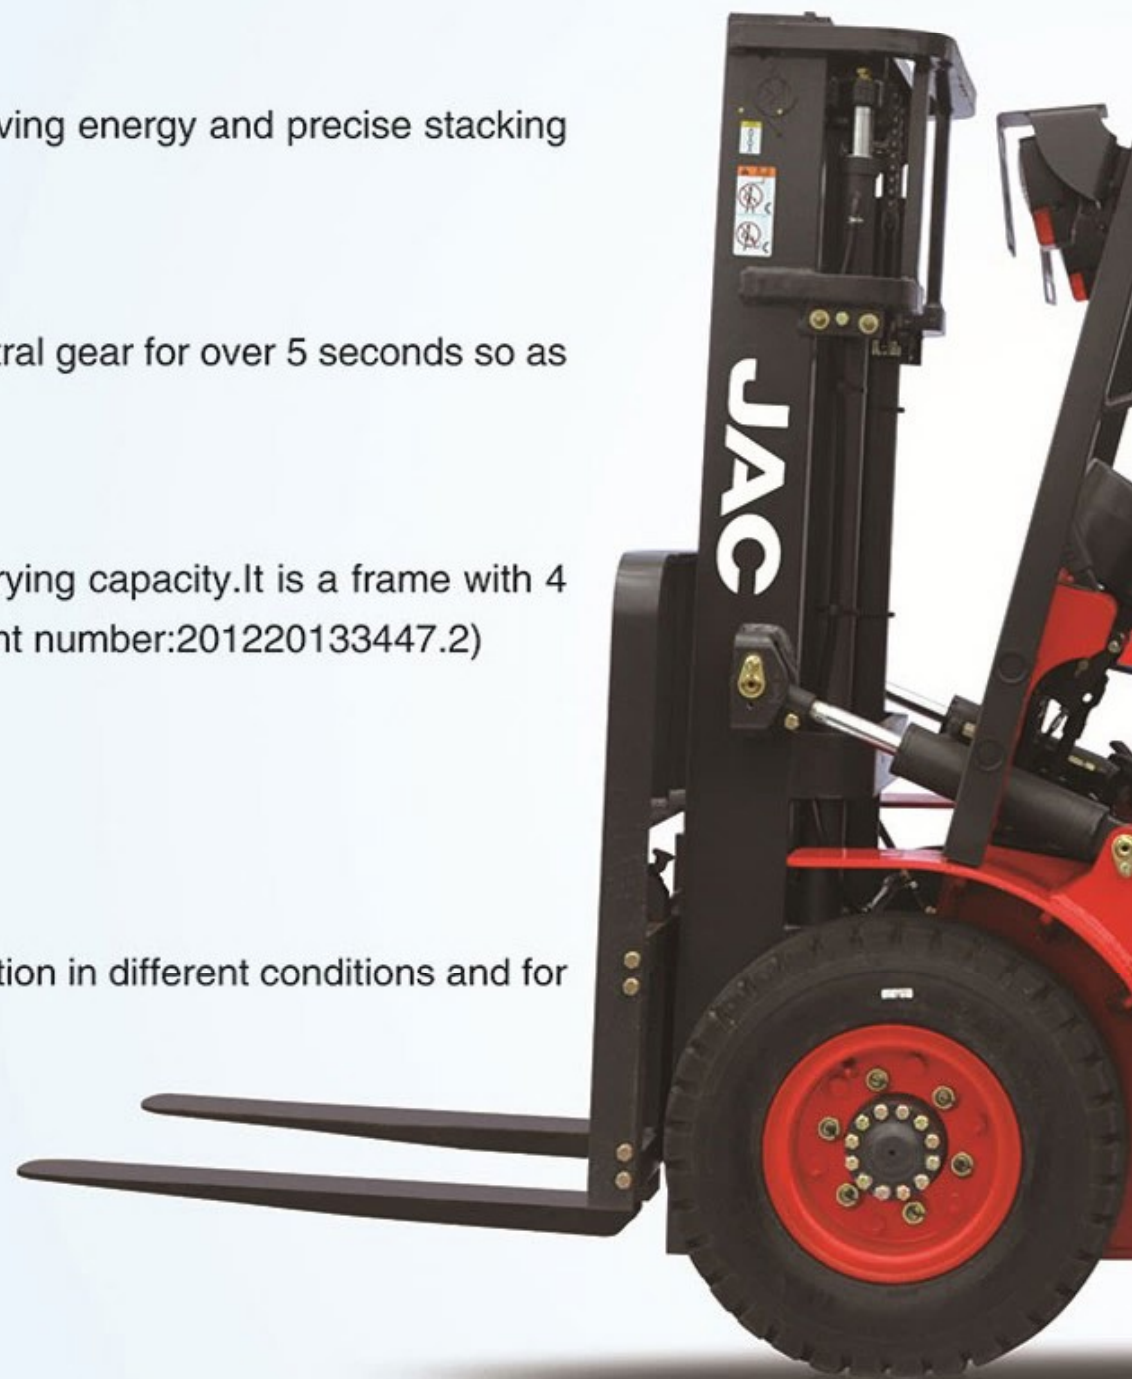 ving energy and precise stacking
tral gear for over 5 seconds so as
rying capacity.It is a frame with 4
nt number:201220133447.2)
tion in different conditions and for
JAC